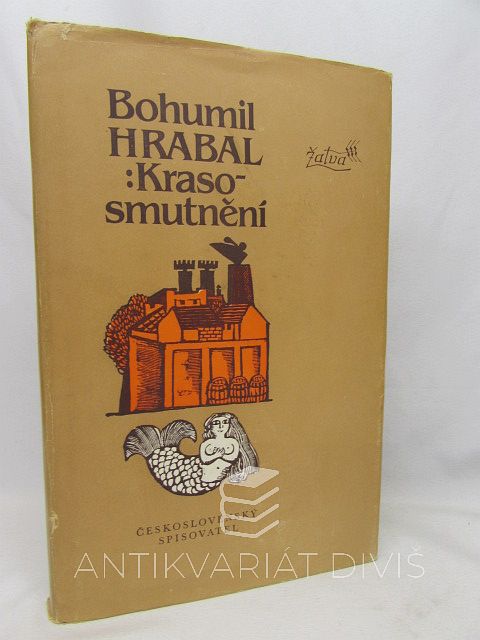 Bohumil
HRABAL
:Kraso-
smutnění
Žatva
ČESKOSLOVENSKÝ
SPISOVATEL
ANTIKVARIÁT DIVIŠ